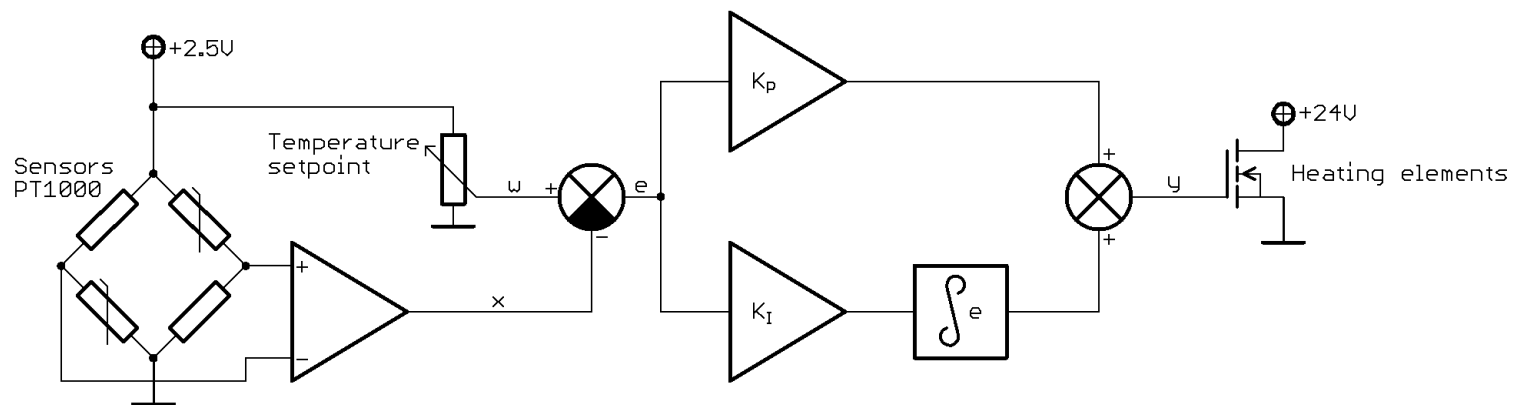 +2.5V
Temperature
setpoint
Sensors
PT1000
w
+
-
e
Kp
+24V
Heating elements
+
y
+
+
-
x
KI
e